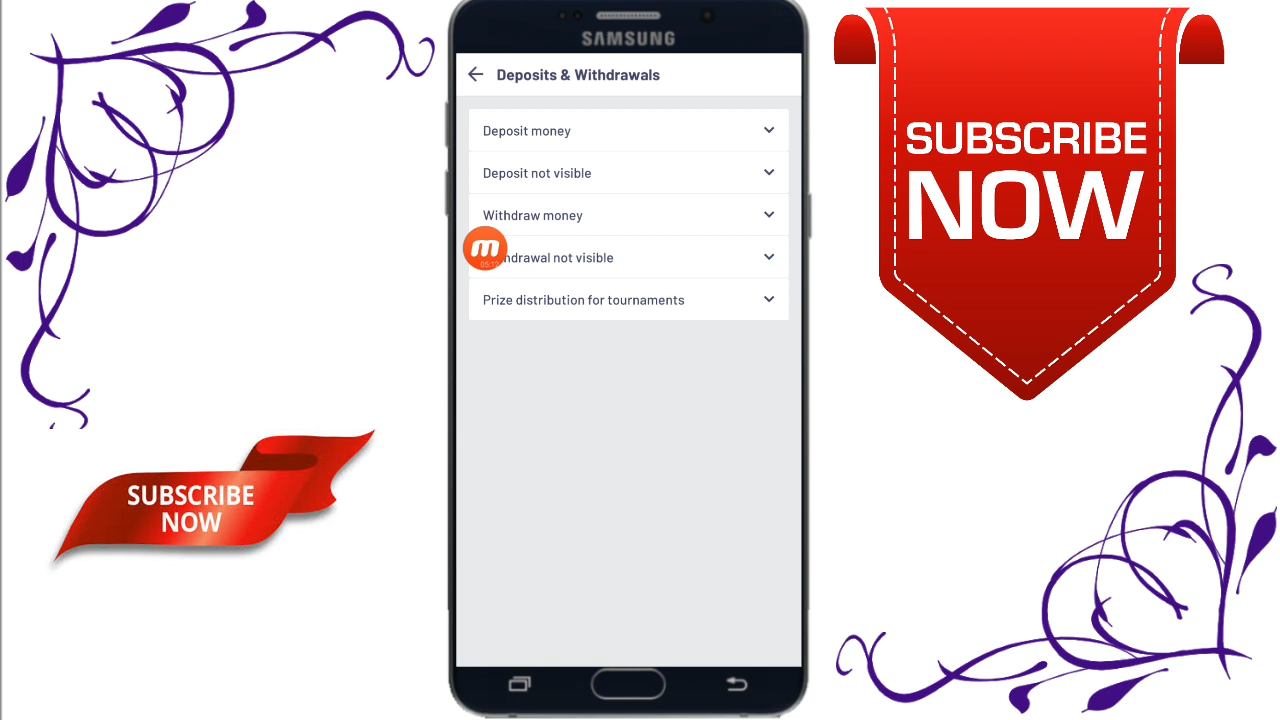 SAMSUNG
Deposits & Withdrawals
Deposit money
Deposit not visible
Withdraw money
hdrawal not visible
Prize distribution for tournaments
m
SUBSCRIBE
NOW
SUBSCRIBE
NOW